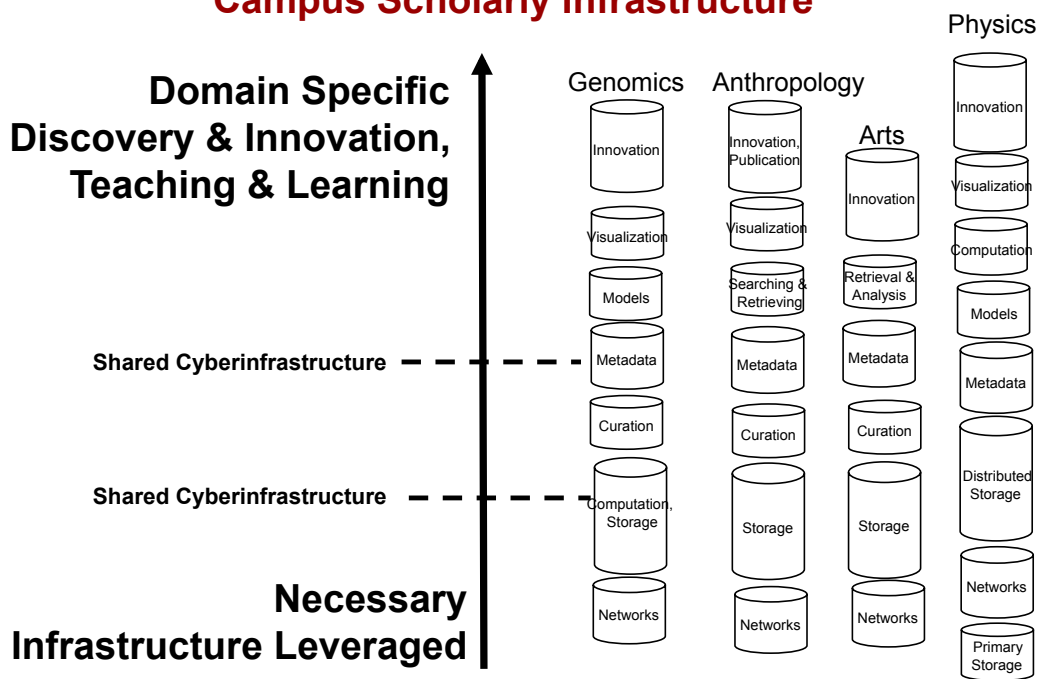 Campus Scholarly Infrastructure
Physics
Domain Specific
Discovery & Innovation,
Teaching & Learning
Shared Cyberinfrastructure
Shared Cyberinfrastructure
Necessary
Infrastructure Leveraged
Genomics
Innovation
Visualization
Models
Metadata
Curation
Computation,
Storage
Networks
Anthropology
Innovation,
Publication
Visualization
Searching &
Retrieving
Metadata
Curation
Storage
Networks
Arts
Innovation
Retrieval &
Analysis
Metadata
Curation
Storage
Networks
Innovation
Visualization
Computation
Models
Metadata
Distributed
Storage
Networks
Primary
Storage